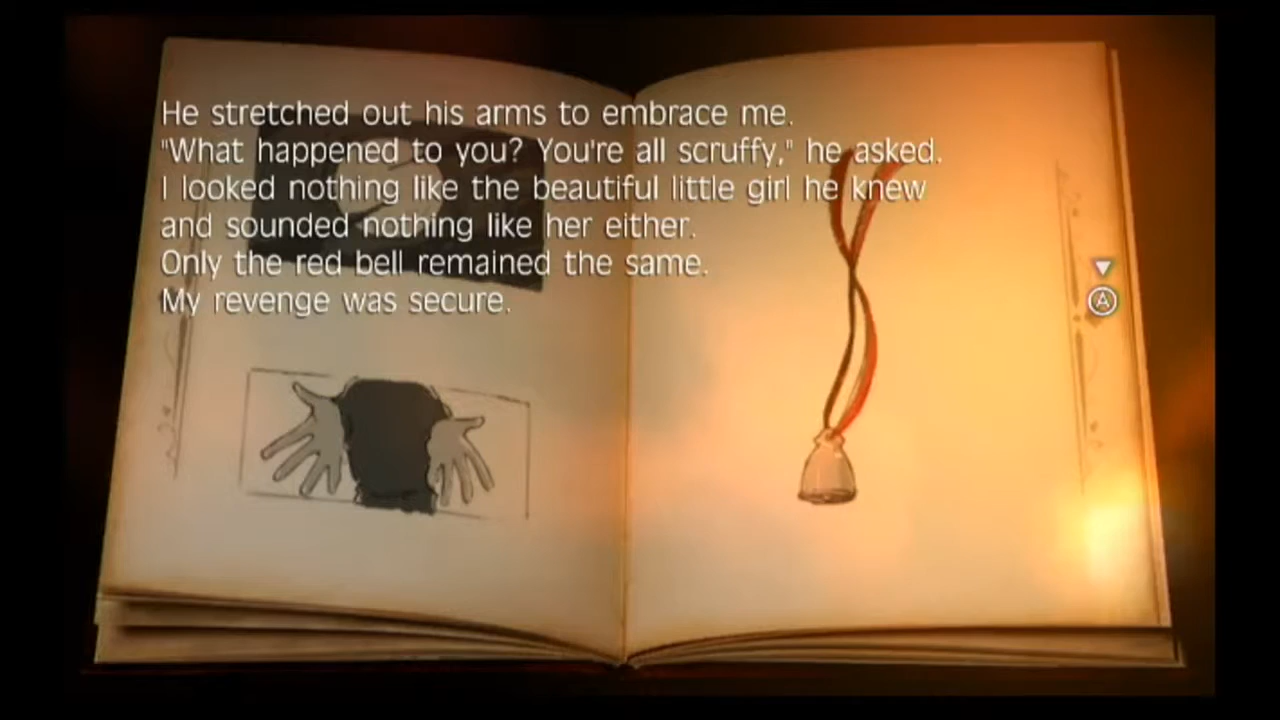 He stretched out his arms to embrace me.
"What happened to you? You're all scruffy," he asked.
I looked nothing like the beautiful little girl he knew
and sounded nothing like her either.
Only the red bell remained the same.
My revenge was secure.
A